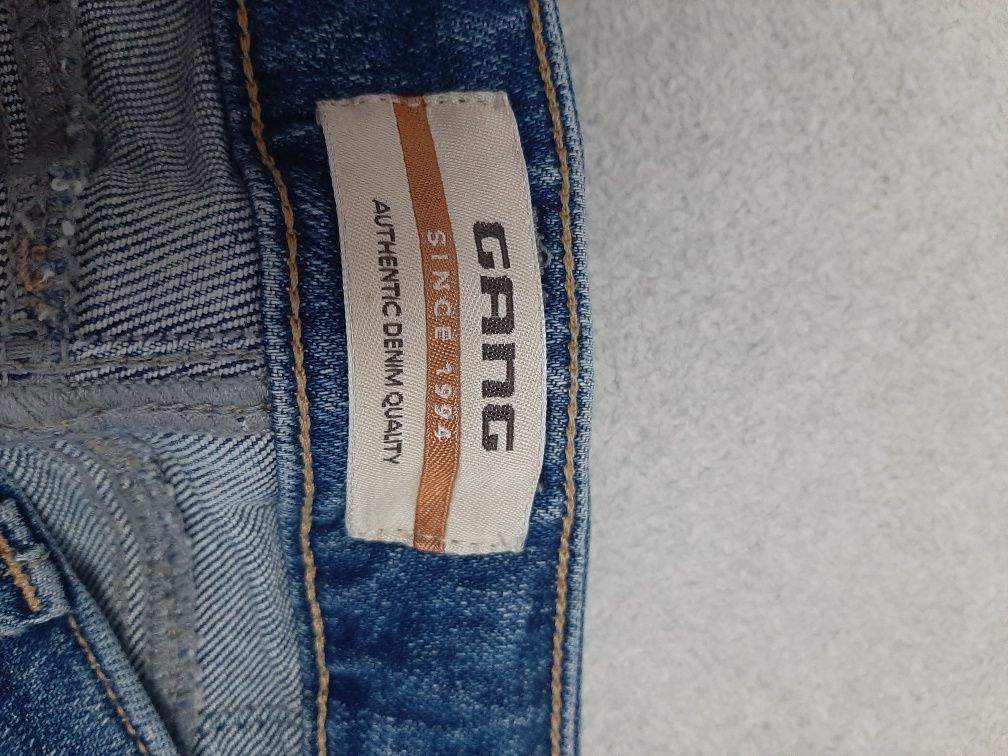 GANG
SINCE 1994
AUTHENTIC DENIM QUALITY